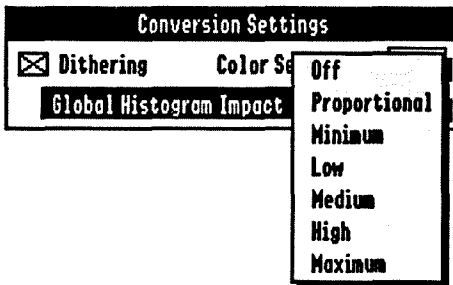 Conversion Settings
Dithering Color Se
Global Histogram Impact
Off
Proportional
Minimum
Low
Medium
High
Maximum